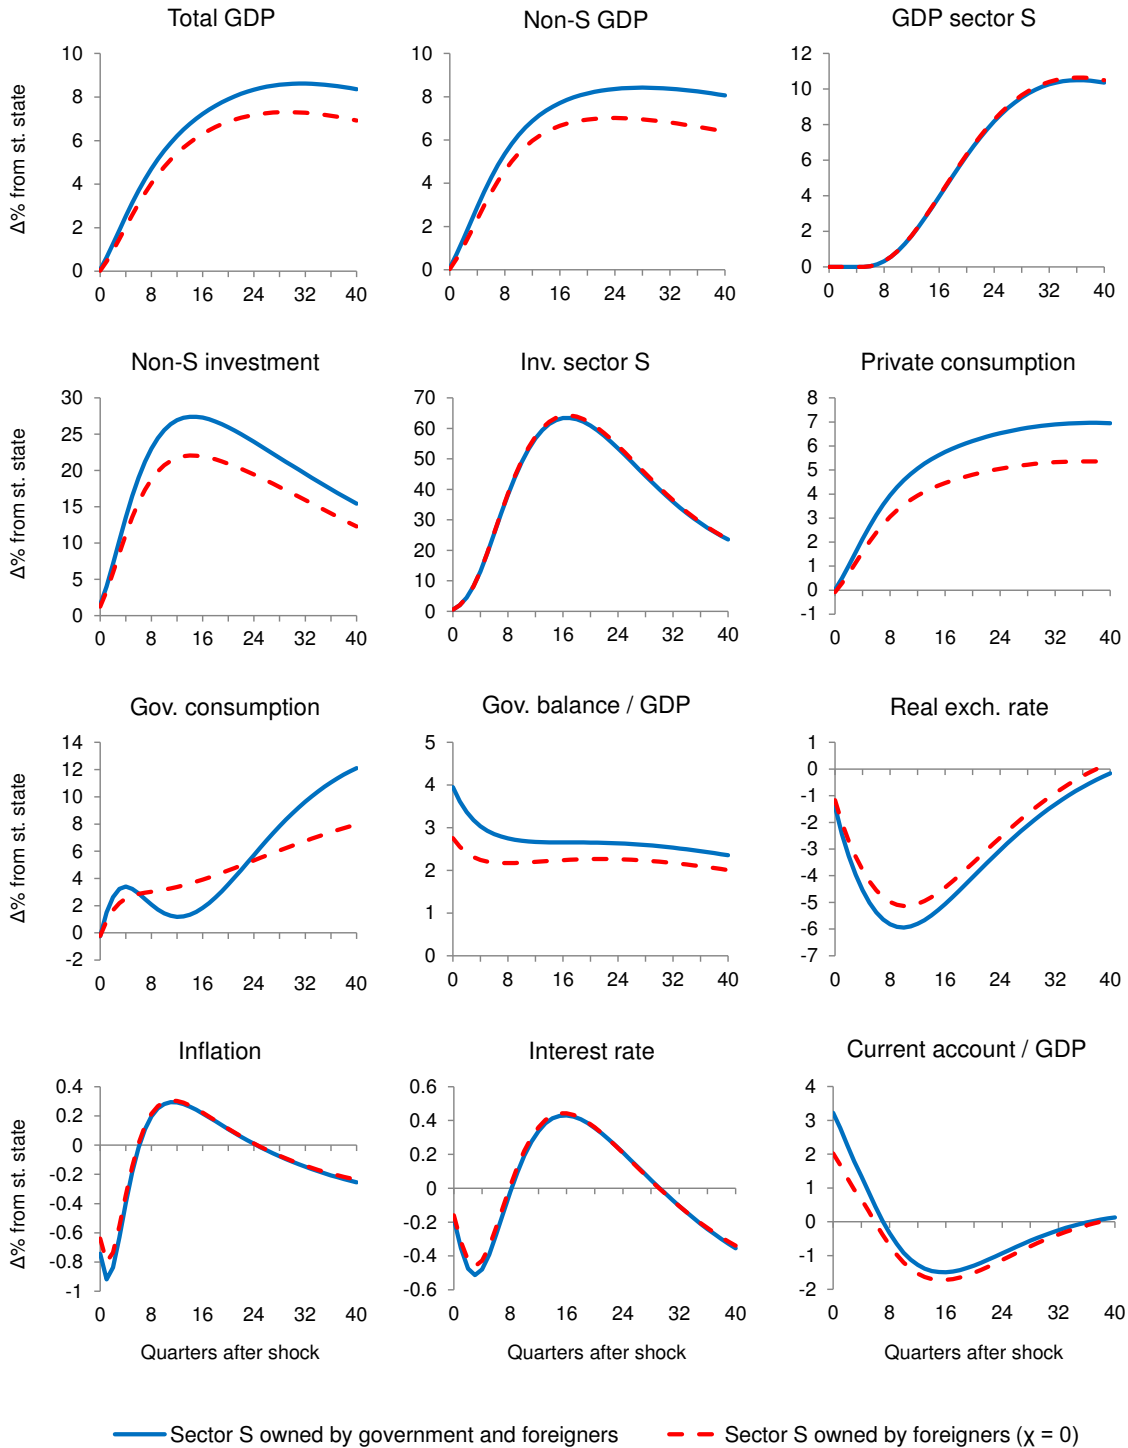 Total GDP
Non-S GDP
GDP sector S
Δ% from st. state
10
8
6
4
2
0
0 8 16 24 32 40
10
8
6
4
2
0
0 8 16 24 32 40
12
10
8
6
4
2
0
0 8 16 24 32 40
Non-S investment
Inv. sector S
Private consumption
Δ% from st. state
30
25
20
15
10
5
0
0 8 16 24 32 40
70
60
50
40
30
20
10
0
0 8 16 24 32 40
8
7
6
5
4
3
2
1
0
-1
0 8 16 24 32 40
Gov. consumption
Gov. balance / GDP
Real exch. rate
Δ% from st. state
14
12
10
8
6
4
2
0
-2
0 8 16 24 32 40
5
4
3
2
1
0
0 8 16 24 32 40
1
0
-1
-2
-3
-4
-5
-6
-7
0 8 16 24 32 40
Inflation
Interest rate
Current account / GDP
Δ% from st. state
0.4
0.2
0
-0.2
-0.4
-0.6
-0.8
-1
0 8 16 24 32 40
0.6
0.4
0.2
0
-0.2
-0.4
-0.6
0 8 16 24 32 40
4
3
2
1
0
-1
-2
0 8 16 24 32 40
Quarters after shock
Quarters after shock
Quarters after shock
Sector S owned by government and foreigners
Sector S owned by foreigners (χ = 0)